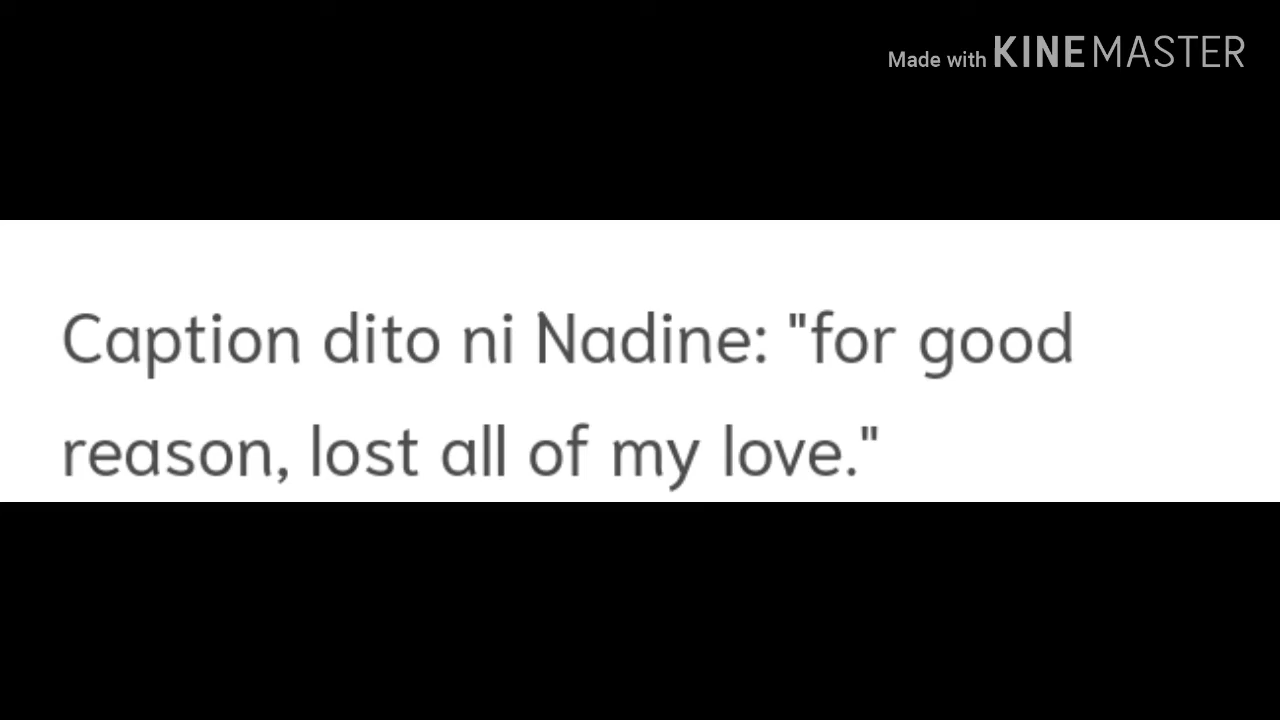 Made with KINEMASTER
Caption dito ni Nadine: "for good
reason, lost all of my love."